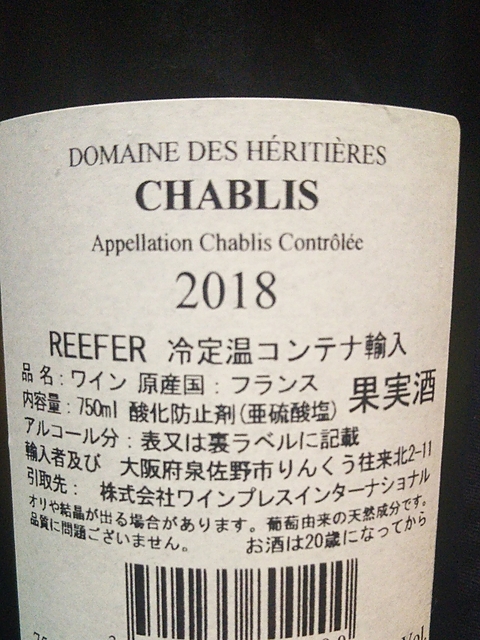 DOMAINE DES HÉRITIÈRES
CHABLIS
Appellation Chablis Contrôlée
2018
REEFER 冷定温コンテナ輸入
品名：ワイン 原産国：フランス 果実酒
内容量：750ml 酸化防止剤(亜硫酸塩)
アルコール分：表又は裏ラベルに記載
輸入者及び 大阪府泉佐野市りんくう往来北2-11
引取先： 株式会社ワインプレスインターナショナル
オリや結晶が出る場合があります。葡萄由来の天然成分です。
品質に問題ございません。 お酒は20歳になってから